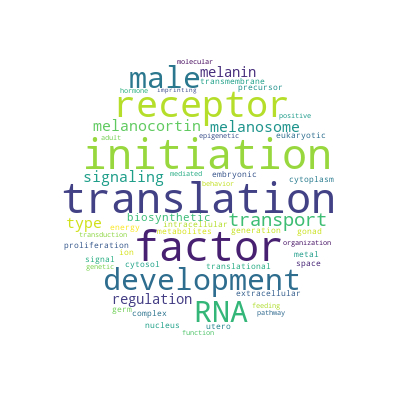 molecular
male melanin
transmembrane
hormone imprinting precursor
receptor
positive
melanocortin melanosome
adult epigenetic eukaryotic
initiation
signaling mediated embryonic
cytoplasm
behavior
translation
biosynthetic transport
type energy intracellular generation gonad
metabolites
transduction factor organization
proliferation ion metal
signal cytosol translational space
genetic
development
regulation extracellular
germ complex RNA feeding
pathway
nucleus utero
function